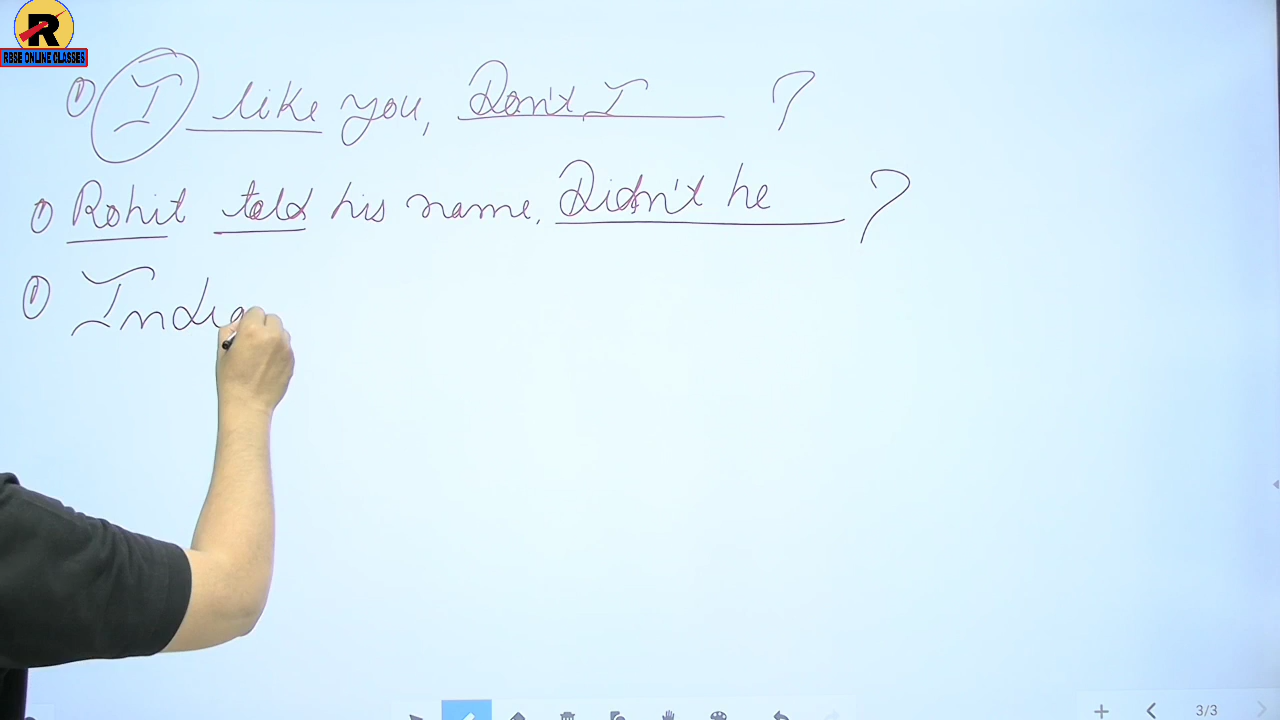 R
RBSE ONLINE CLASSES
① I like you, Don't I ?
① Rohit told his name, Didn't he ?
① India
3/3